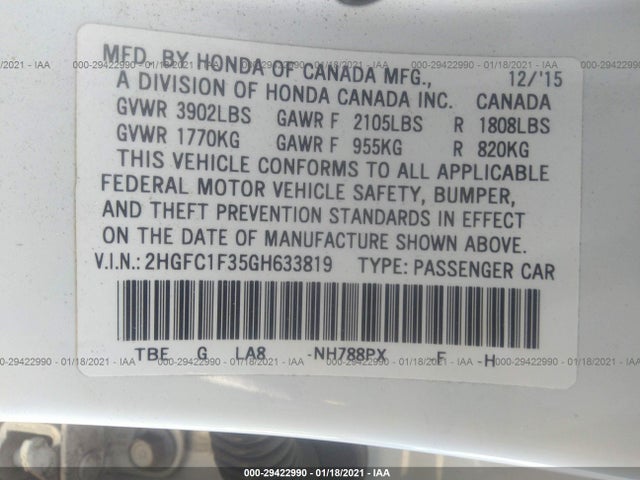 MFD. BY HONDA OF CANADA MFG., 12/'15
A DIVISION OF HONDA CANADA INC. CANADA
GVWR 3902LBS GAWR F 2105LBS R 1808LBS
GVWR 1770KG GAWR F 955KG R 820KG
THIS VEHICLE CONFORMS TO ALL APPLICABLE
FEDERAL MOTOR VEHICLE SAFETY, BUMPER,
AND THEFT PREVENTION STANDARDS IN EFFECT
ON THE DATE OF MANUFACTURE SHOWN ABOVE.
V.I.N.: 2HGFC1F35GH633819 TYPE: PASSENGER CAR
TBF G LA8 -NH788PX F -H
000-29422990 - 01/18/2021 - IAA